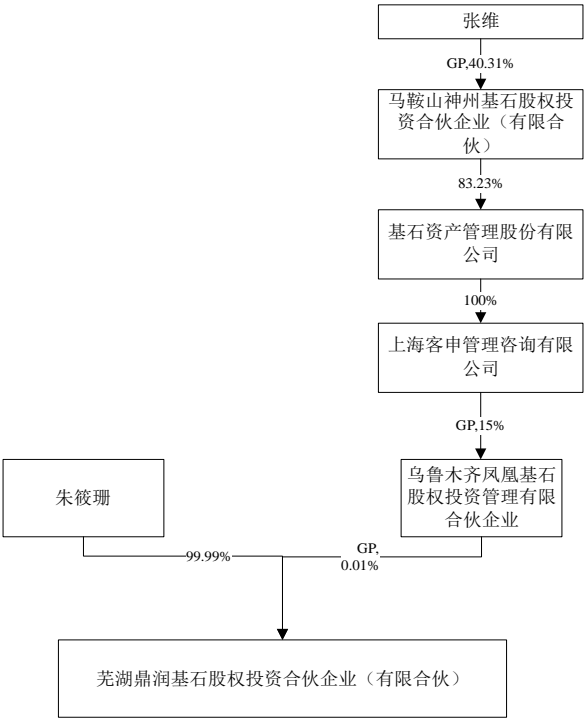 张维
GP,40.31%
马鞍山神州基石股权投
资合伙企业（有限合
伙）
83.23%
基石资产管理股份有限
公司
100%
上海客申管理咨询有限
公司
GP,15%
朱筱珊
乌鲁木齐凤凰基石
股权投资管理有限
合伙企业
99.99%
GP,
0.01%
芜湖鼎润基石股权投资合伙企业（有限合伙）